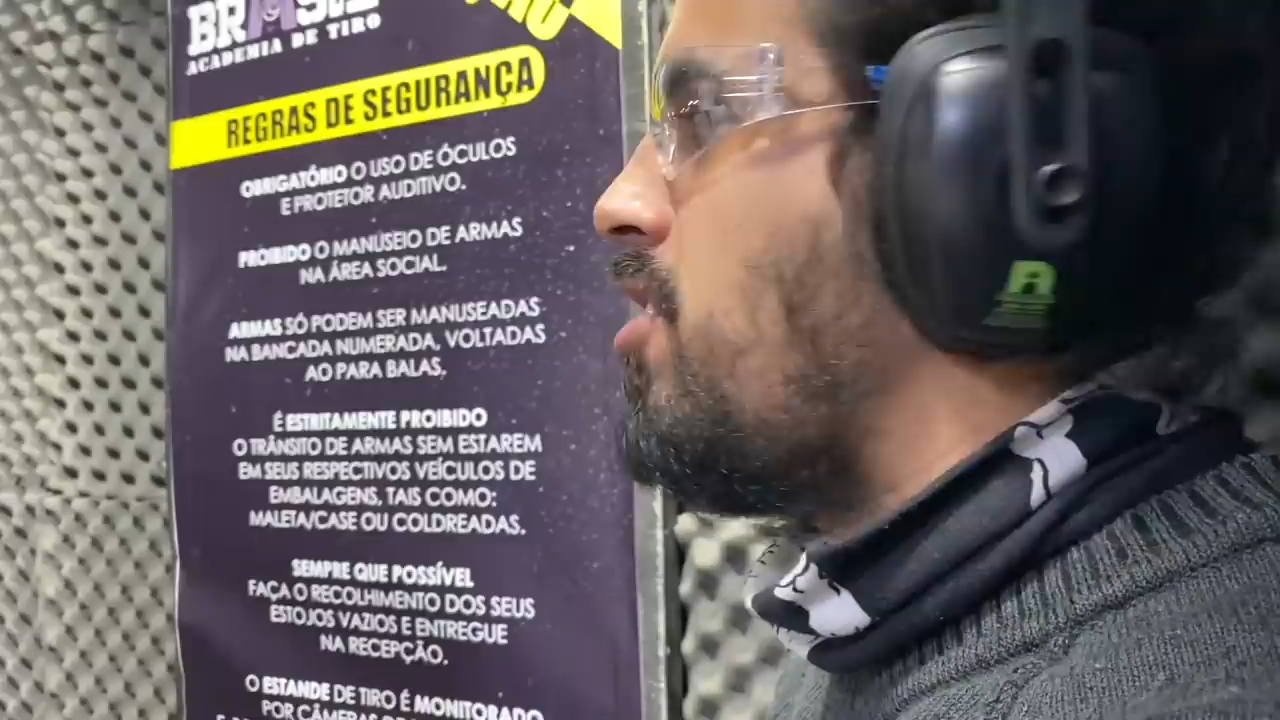 BRASIL
ACADEMIA DE TIRO
REGRAS DE SEGURANÇA
OBRIGATÓRIO O USO DE ÓCULOS
E PROTETOR AUDITIVO.
PROIBIDO O MANUSEIO DE ARMAS
NA ÁREA SOCIAL.
ARMAS SÓ PODEM SER MANUSEADAS
NA BANCADA NUMERADA, VOLTADAS
AO PARA BALAS.
É ESTRITAMENTE PROIBIDO
O TRÂNSITO DE ARMAS SEM ESTAREM
EM SEUS RESPECTIVOS VEÍCULOS DE
EMBALAGENS, TAIS COMO:
MALETA/CASE OU COLDREADAS.
SEMPRE QUE POSSÍVEL
FAÇA O RECOLHIMENTO DOS SEUS
ESTOJOS VAZIOS E ENTREGUE
NA RECEPÇÃO.
O ESTANDE DE TIRO É MONITORADO
POR CÂMERAS